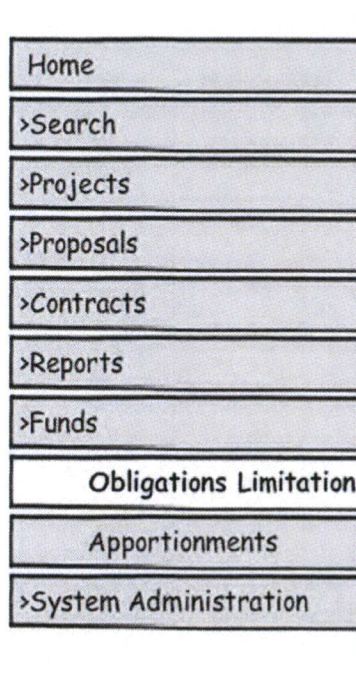 Home
>Search
>Projects
>Proposals
>Contracts
>Reports
>Funds
Obligations Limitation
Apportionments
>System Administration